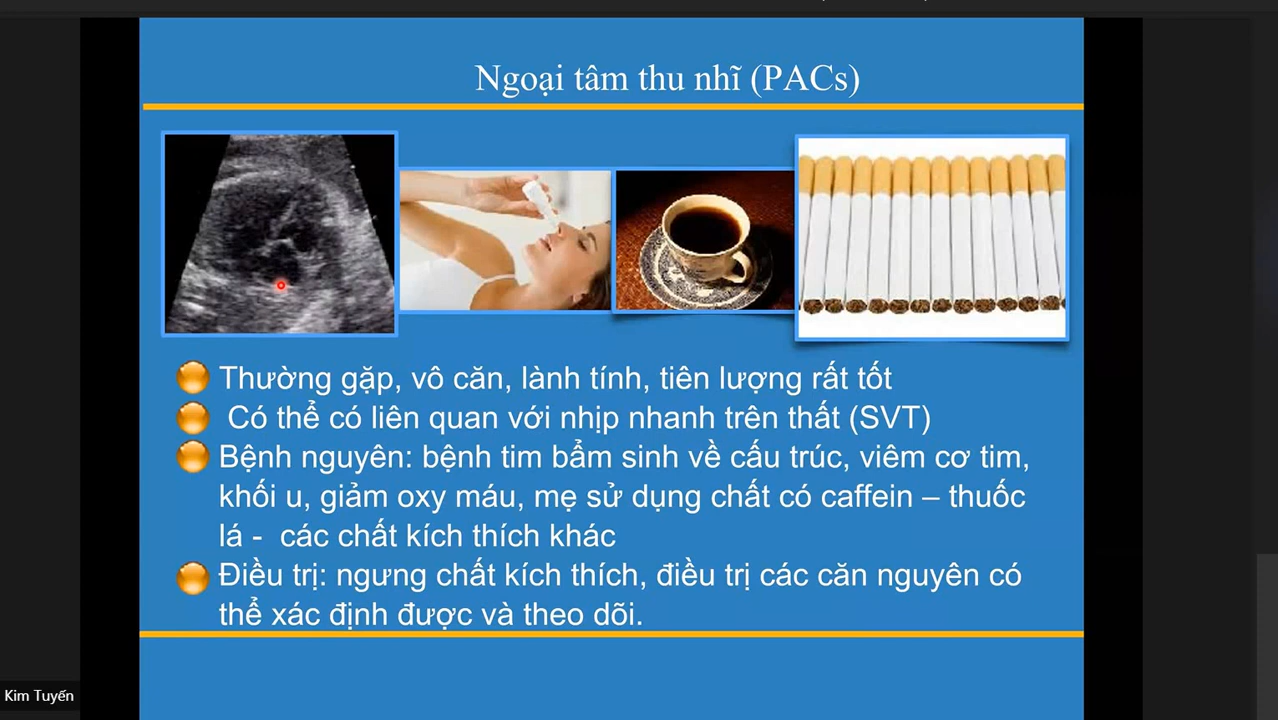 Ngoại tâm thu nhĩ (PACs)
Thường gặp, vô căn, lành tính, tiên lượng rất tốt
Có thể có liên quan với nhịp nhanh trên thất (SVT)
Bệnh nguyên: bệnh tim bẩm sinh về cấu trúc, viêm cơ tim,
khối u, giảm oxy máu, mẹ sử dụng chất có caffein – thuốc
lá - các chất kích thích khác
Điều trị: ngưng chất kích thích, điều trị các căn nguyên có
thể xác định được và theo dõi.
Kim Tuyến